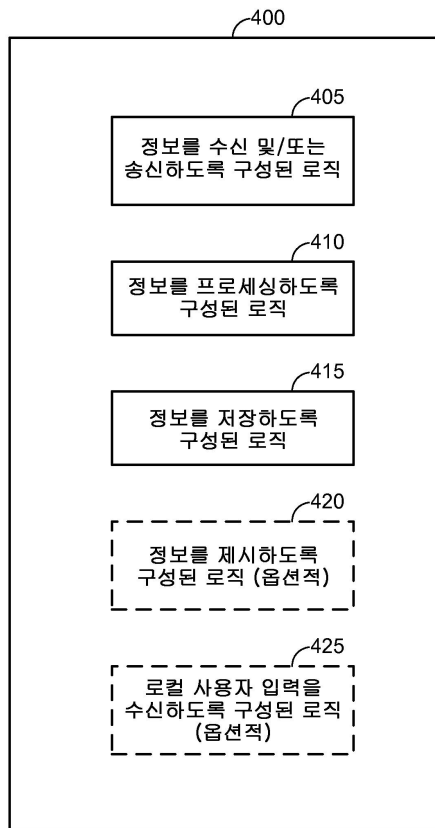 400
405
정보를 수신 및/또는
송신하도록 구성된 로직
410
정보를 프로세싱하도록
구성된 로직
415
정보를 저장하도록
구성된 로직
420
정보를 제시하도록
구성된 로직 (옵션적)
425
로컬 사용자 입력을
수신하도록 구성된 로직
(옵션적)